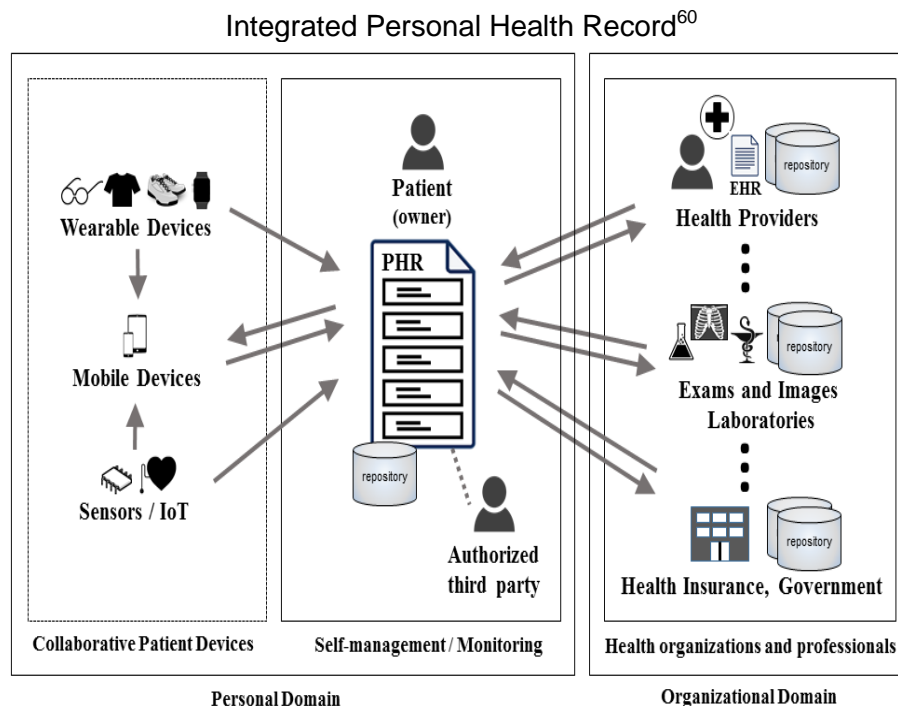 Integrated Personal Health Record60
Wearable Devices
Mobile Devices
Sensors / IoT
Collaborative Patient Devices
Patient
(owner)
PHR
repository
Authorized
third party
Self-management / Monitoring
Personal Domain
EHR
repository
Health Providers
repository
Exams and Images
Laboratories
repository
Health Insurance, Government
Health organizations and professionals
Organizational Domain